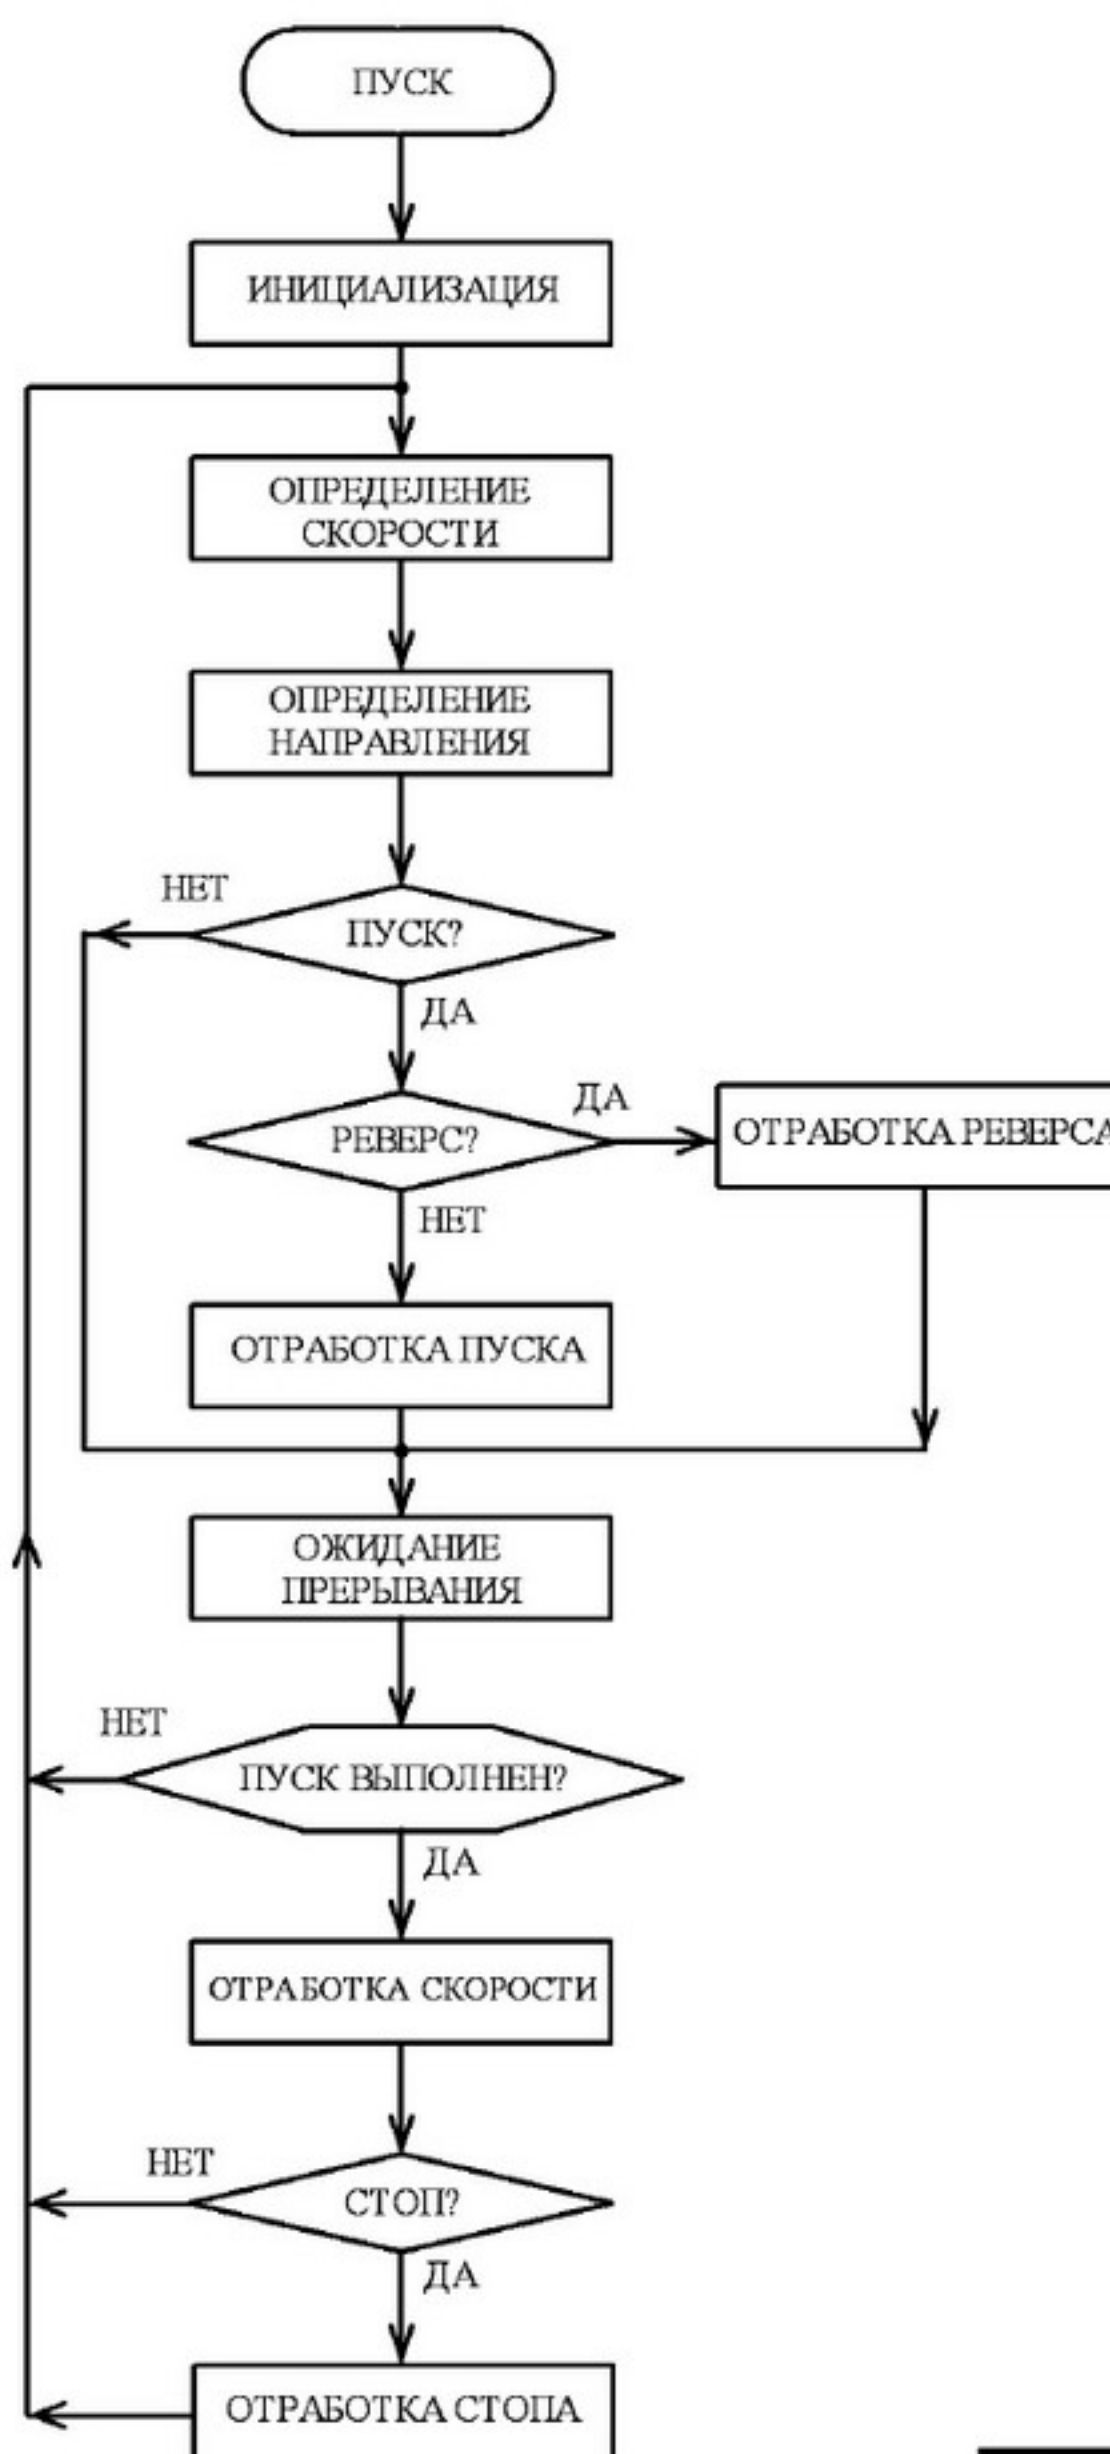 ПУСК
ИНИЦИАЛИЗАЦИЯ
ОПРЕДЕЛЕНИЕ
СКОРОСТИ
ОПРЕДЕЛЕНИЕ
НАПРАВЛЕНИЯ
НЕТ
ПУСК?
ДА
ДА
РЕВЕРС?
ОТРАБОТКА РЕВЕРСА
НЕТ
ОТРАБОТКА ПУСКА
ОЖИДАНИЕ
ПРЕРЫВАНИЯ
НЕТ
ПУСК ВЫПОЛНЕН?
ДА
ОТРАБОТКА СКОРОСТИ
НЕТ
СТОП?
ДА
ОТРАБОТКА СТОПА